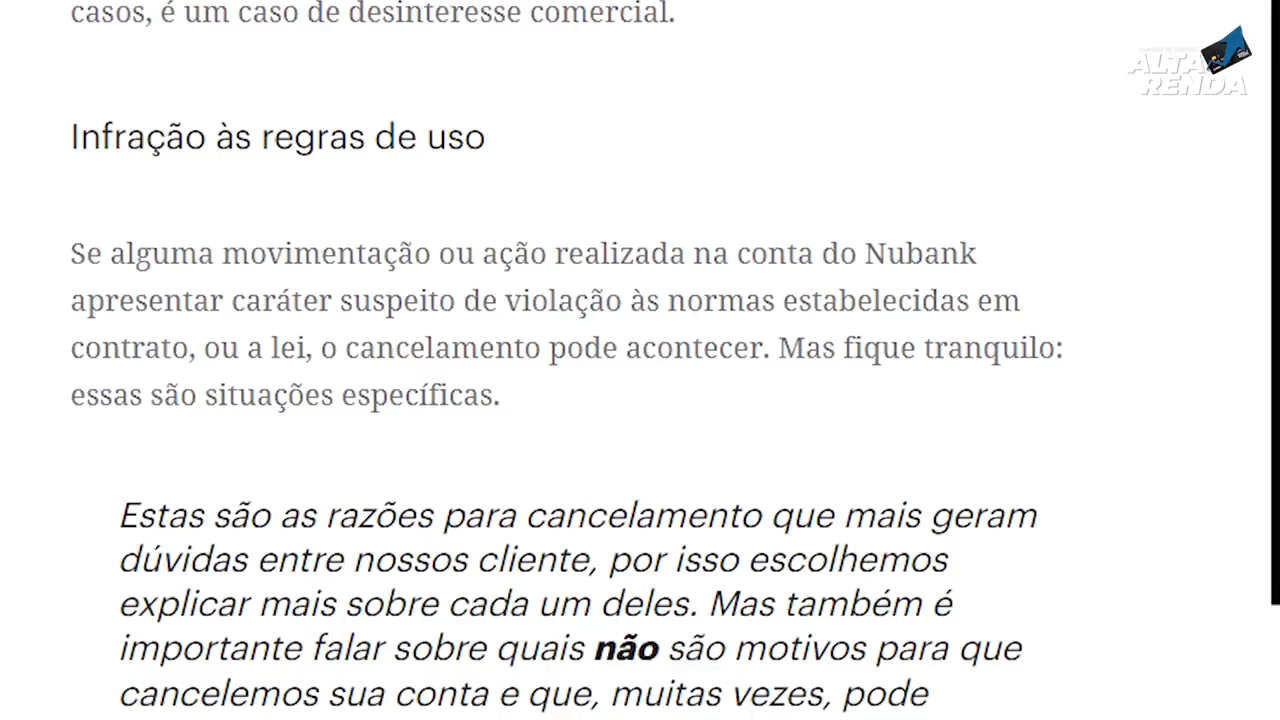 casos, é um caso de desinteresse comercial.
ALTA
RENDA
Infração às regras de uso
Se alguma movimentação ou ação realizada na conta do Nubank
apresentar caráter suspeito de violação às normas estabelecidas em
contrato, ou a lei, o cancelamento pode acontecer. Mas fique tranquilo:
essas são situações específicas.
Estas são as razões para cancelamento que mais geram
dúvidas entre nossos cliente, por isso escolhemos
explicar mais sobre cada um deles. Mas também é
importante falar sobre quais não são motivos para que
cancelemos sua conta e que, muitas vezes, pode